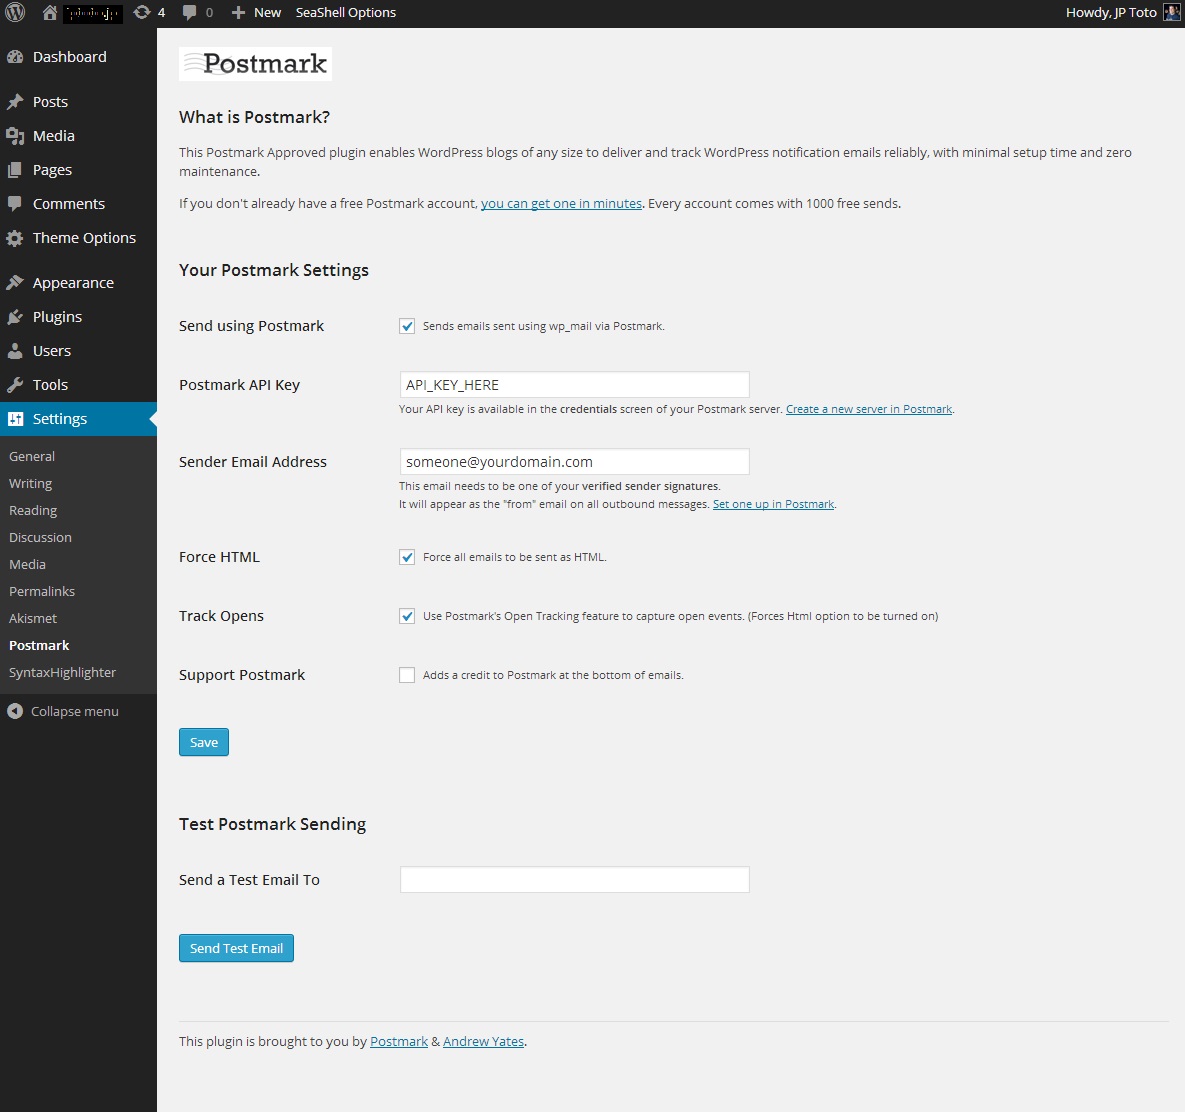 4 0 New SeaShell Options Howdy, JP Toto
Dashboard
Posts
Media
Pages
Comments
Theme Options
Appearance
Plugins
Users
Tools
Settings
General
Writing
Reading
Discussion
Media
Permalinks
Akismet
Postmark
SyntaxHighlighter
Collapse menu
Postmark
What is Postmark?
This Postmark Approved plugin enables WordPress blogs of any size to deliver and track WordPress notification emails reliably, with minimal setup time and zero
maintenance.
If you don't already have a free Postmark account, you can get one in minutes. Every account comes with 1000 free sends.
Your Postmark Settings
Send using Postmark Sends emails sent using wp_mail via Postmark.
Postmark API Key API_KEY_HERE
Your API key is available in the credentials screen of your Postmark server. Create a new server in Postmark.
Sender Email Address someone@yourdomain.com
This email needs to be one of your verified sender signatures.
It will appear as the "from" email on all outbound messages. Set one up in Postmark.
Force HTML Force all emails to be sent as HTML.
Track Opens Use Postmark's Open Tracking feature to capture open events. (Forces Html option to be turned on)
Support Postmark Adds a credit to Postmark at the bottom of emails.
Save
Test Postmark Sending
Send a Test Email To
Send Test Email
This plugin is brought to you by Postmark & Andrew Yates.